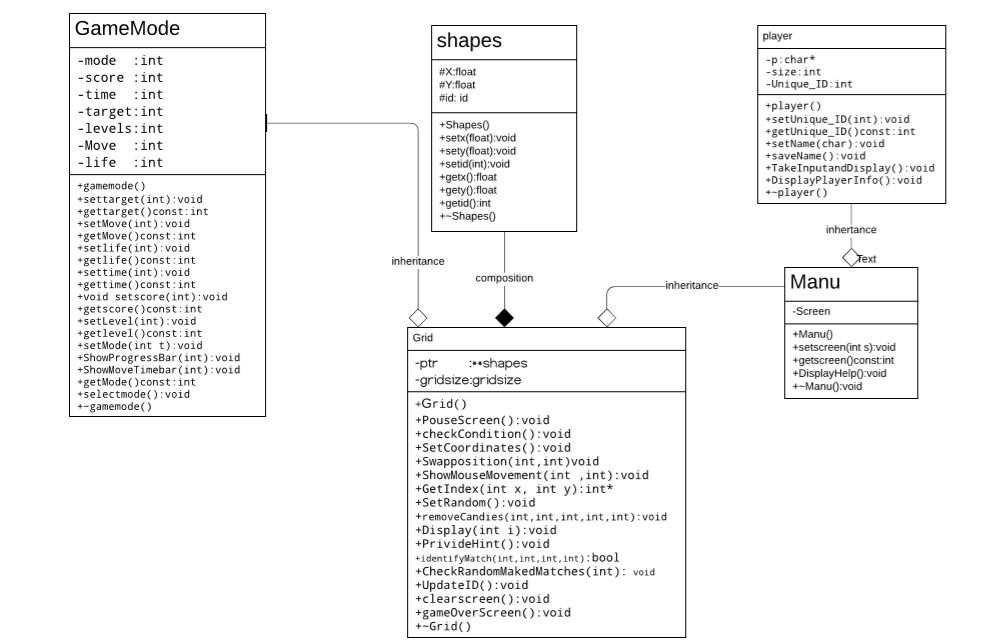 GameMode
-mode  :int
-score :int
-time  :int
-target:int
-levels:int
-Move  :int
-life  :int
+gamemode()
+settarget(int):void
+gettarget()const:int
+setMove(int):void
+getMove()const:int
+setlife(int):void
+getlife()const:int
+settime(int):void
+gettime()const:int
+void setscore(int):void
+getscore()const:int
+setLevel(int):void
+getlevel()const:int
+setMode(int t):void
+ShowProgressBar(int):void
+ShowMoveTimebar(int):void
+getMode()const:int
+selectmode():void
+~gamemode()
shapes
#X:float
#Y:float
#id: id
+Shapes()
+setx(float):void
+sety(float):void
+setid(int):void
+getx():float
+gety():float
+getid():int
+~Shapes()
player
-p:char*
-size:int
-Unique_ID:int
+player()
+setUnique_ID(int):void
+getUnique_ID()const:int
+setName(char):void
+saveName():void
+TakeInputandDisplay():void
+DisplayPlayerInfo():void
+~player()
inhertance
Text
inheritance
composition
inheritance
Manu
-Screen
+Manu()
+setscreen(int s):void
+getscreen()const:int
+DisplayHelp():void
+~Manu():void
Grid
-ptr :**shapes
-gridsize:gridsize
+Grid()
+PouseScreen():void
+checkCondition():void
+SetCoordinates():void
+Swapposition(int,int)void
+ShowMouseMovement(int ,int):void
+GetIndex(int x, int y):int*
+SetRandom():void
+removeCandies(int,int,int,int,int):void
+Display(int i):void
+PrivideHint():void
+identifyMatch(int,int,int,int):bool
+CheckRandomMakedMatches(int): void
+UpdateID():void
+clearscreen():void
+gameOverScreen():void
+~Grid()